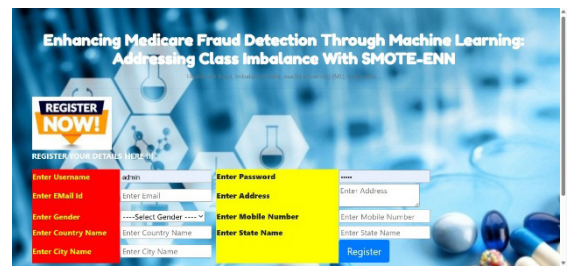 Enhancing Medicare Fraud Detection Through Machine Learning:
Addressing Class Imbalance With SMOTE-ENN
REGISTER
NOW!
REGISTER YOUR DETAILS HERE !!!
Enter Username admin Enter Password •••••
Enter EMail Id Enter Email Enter Address Enter Address
Enter Gender ----Select Gender ---- Enter Mobile Number Enter Mobile Number
Enter Country Name Enter Country Name Enter State Name Enter State Name
Enter City Name Enter City Name Register